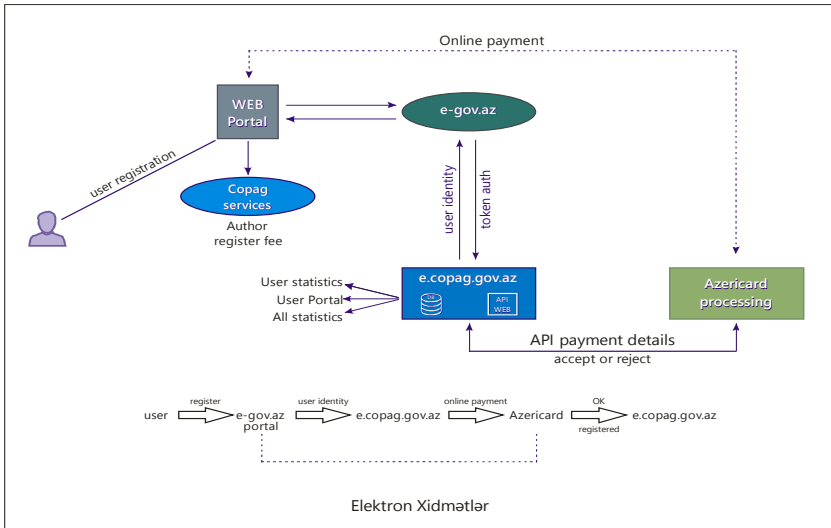 Online payment
WEB
Portal
e-gov.az
user registration
Copag
services
Author
register fee
user identity
token auth
e.copag.gov.az
DB
API
WEB
User statistics
User Portal
All statistics
Azericard
processing
API payment details
accept or reject
register
user identity
online payment
OK
user
e-gov.az
portal
e.copag.gov.az
Azericard
registered
e.copag.gov.az
Elektron Xidmətlər